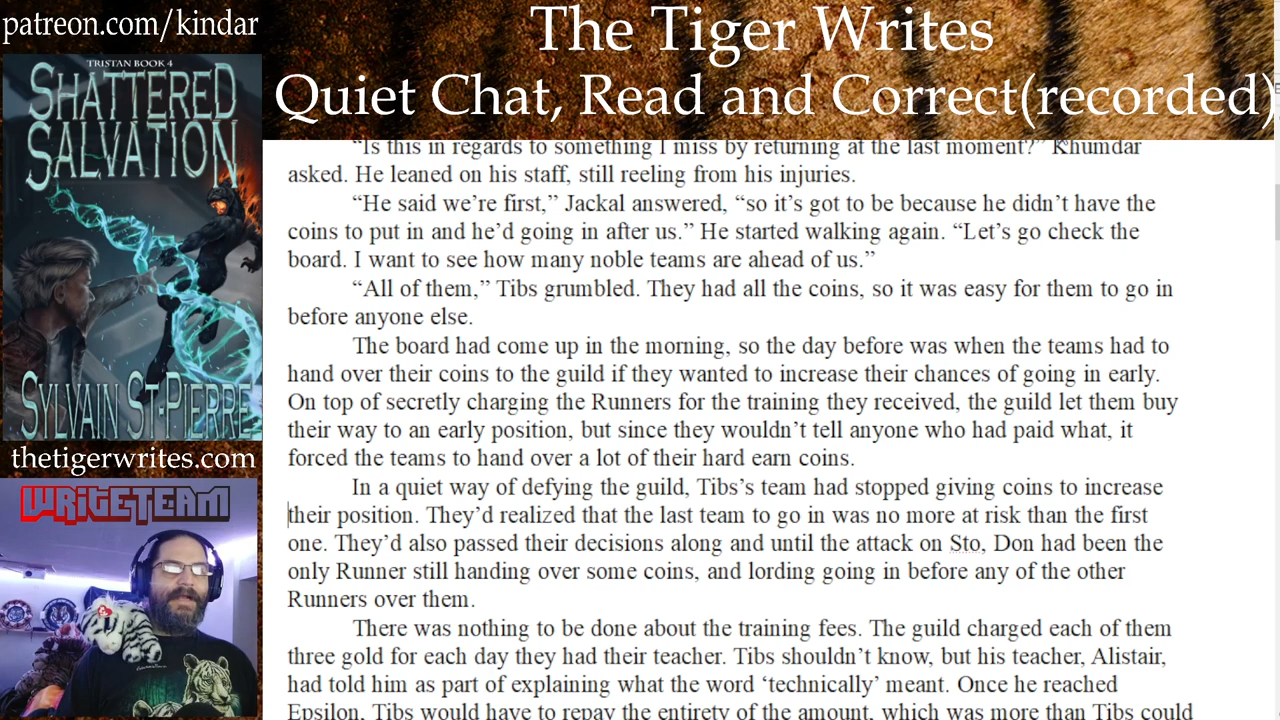 patreon.com/kindar
TRISTAN BOOK 4
SHATTERED
SALVATION
SYLVAIN ST-PIERRE
thetigerwrites.com
WRITETEAM
The Tiger Writes
Quiet Chat, Read and Correct(recorded)
“Is this in regards to something I miss by returning at the last moment?” Khumdar
asked. He leaned on his staff, still reeling from his injuries.
“He said we’re first,” Jackal answered, “so it’s got to be because he didn’t have the
coins to put in and he’d going in after us.” He started walking again. “Let’s go check the
board. I want to see how many noble teams are ahead of us.”
“All of them,” Tibs grumbled. They had all the coins, so it was easy for them to go in
before anyone else.
The board had come up in the morning, so the day before was when the teams had to
hand over their coins to the guild if they wanted to increase their chances of going in early.
On top of secretly charging the Runners for the training they received, the guild let them buy
their way to an early position, but since they wouldn’t tell anyone who had paid what, it
forced the teams to hand over a lot of their hard earn coins.
In a quiet way of defying the guild, Tibs’s team had stopped giving coins to increase
their position. They’d realized that the last team to go in was no more at risk than the first
one. They’d also passed their decisions along and until the attack on Sto, Don had been the
only Runner still handing over some coins, and lording going in before any of the other
Runners over them.
There was nothing to be done about the training fees. The guild charged each of them
three gold for each day they had their teacher. Tibs shouldn’t know, but his teacher, Alistair,
had told him as part of explaining what the word ‘technically’ meant. Once he reached
Epsilon, Tibs would have to repay the entirety of the amount, which was more than Tibs could